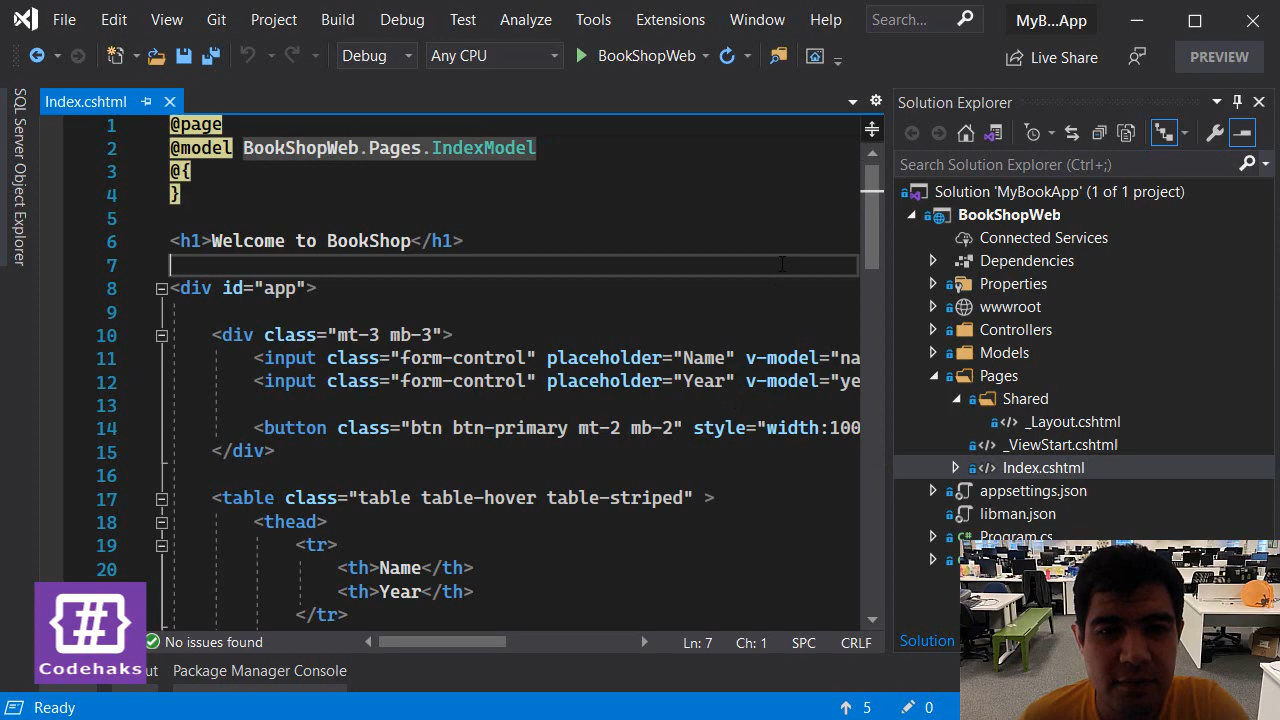 File Edit View Git Project Build Debug Test Analyze Tools Extensions Window Help Search... MyB...App
Debug Any CPU BookShopWeb Live Share PREVIEW
SQL Server Object Explorer
Index.cshtml
1 @page
2 @model BookShopWeb.Pages.IndexModel
3 @{
4 }
5
6 <h1>Welcome to BookShop</h1>
7
8 <div id="app">
9
10 <div class="mt-3 mb-3">
11 <input class="form-control" placeholder="Name" v-model="na
12 <input class="form-control" placeholder="Year" v-model="ye
13
14 <button class="btn btn-primary mt-2 mb-2" style="width:100
15 </div>
16
17 <table class="table table-hover table-striped" >
18 <thead>
19 <tr>
20 <th>Name</th>
<th>Year</th>
</tr>
No issues found Ln: 7 Ch: 1 SPC CRLF
Package Manager Console
Ready 5 0
{#}
Codehaks
Solution Explorer
Search Solution Explorer (Ctrl+;)
Solution 'MyBookApp' (1 of 1 project)
BookShopWeb
Connected Services
Dependencies
Properties
wwwroot
Controllers
Models
Pages
Shared
_Layout.cshtml
_ViewStart.cshtml
Index.cshtml
appsettings.json
libman.json
Program.cs
Solution